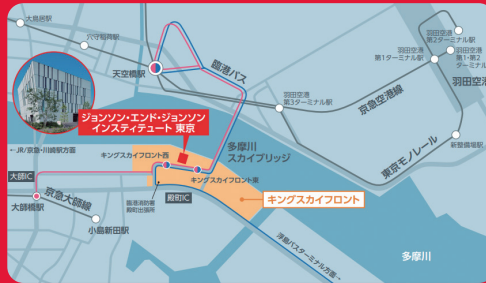 大鳥居駅
穴守稲荷駅
天空橋駅
臨港バス
羽田空港
第2ターミナル駅
羽田空港
第1ターミナル駅
羽田空港
第1・第2
ターミナル駅
羽田空港
羽田空港
第3ターミナル駅
京急空港線
東京モノレール
新整備場駅
ジョンソン・エンド・ジョンソン
インスティテュート 東京
多摩川
スカイブリッジ
←JR/京急・川崎駅方面
キングスカイフロント西
キングスカイフロント東
大師IC
京急大師線
大師橋駅
小島新田駅
臨港消防署
殿町出張所
殿町IC
キングスカイフロント
浮島バスターミナル方面→
多摩川